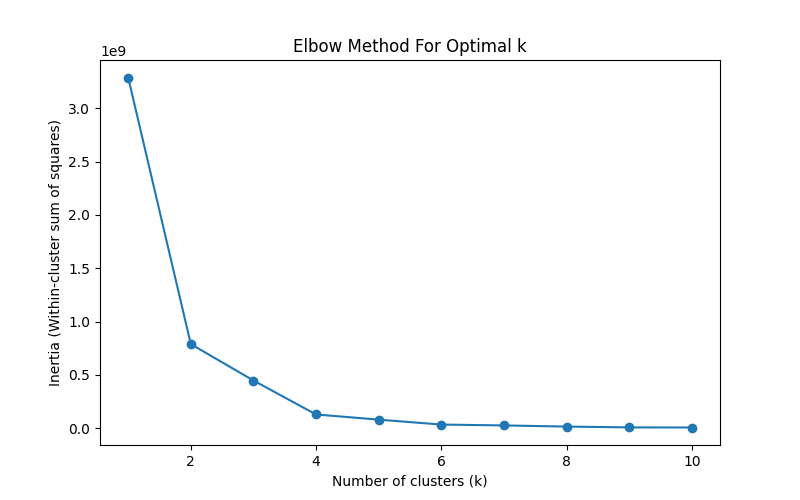 Elbow Method For Optimal k
1e9
3.0
2.5
2.0
1.5
1.0
0.5
0.0
Inertia (Within-cluster sum of squares)
2 4 6 8 10
Number of clusters (k)